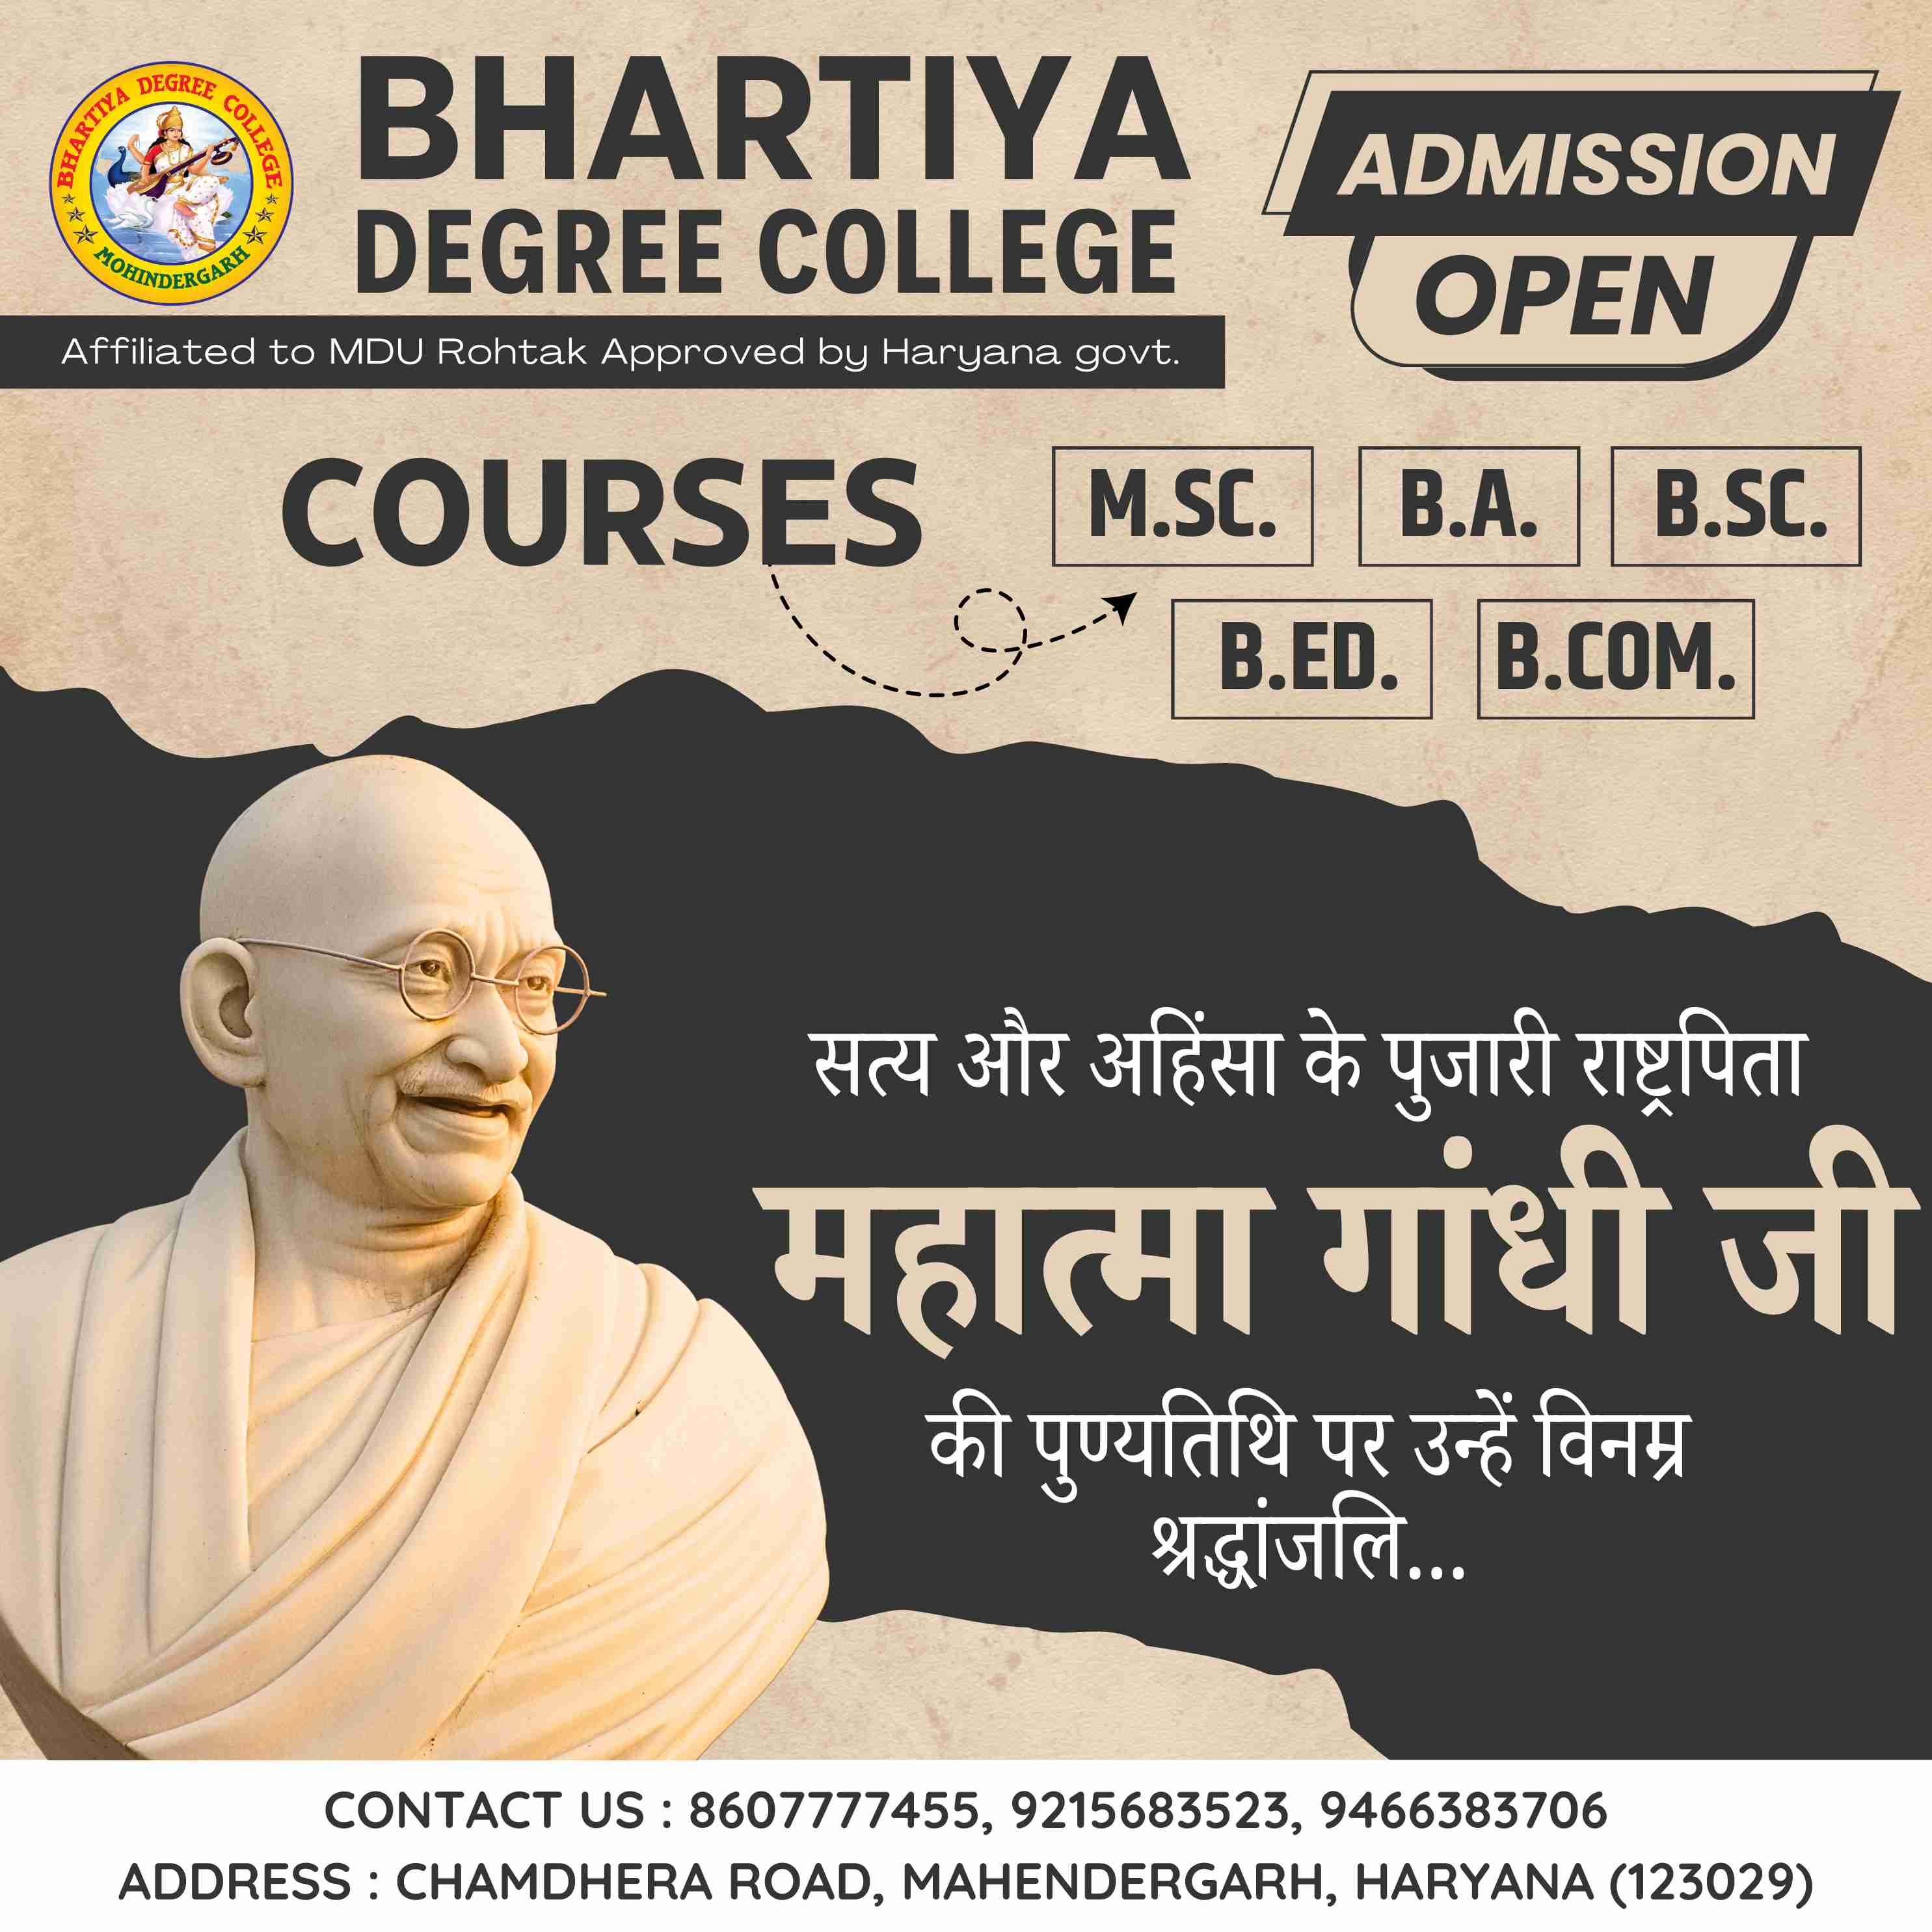 BHARTIYA DEGREE COLLEGE
MOHINDERGARH
BHARTIYA
DEGREE COLLEGE
Affiliated to MDU Rohtak Approved by Haryana govt.
ADMISSION
OPEN
COURSES
M.SC. B.A. B.SC.
B.ED. B.COM.
सत्य और अहिंसा के पुजारी राष्ट्रपिता
महात्मा गांधी जी
की पुण्यतिथि पर उन्हें विनम्र
श्रद्धांजलि...
CONTACT US : 8607777455, 9215683523, 9466383706
ADDRESS : CHAMDHERA ROAD, MAHENDERGARH, HARYANA (123029)